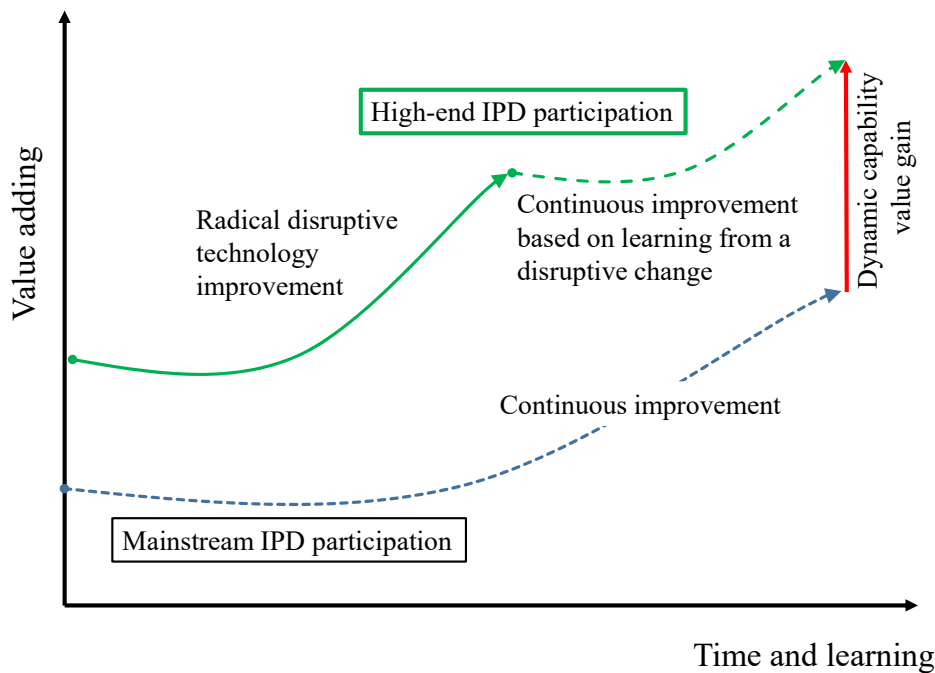 High-end IPD participation
Value adding
Radical disruptive
technology
improvement
Continuous improvement
based on learning from a
disruptive change
Dynamic capability
value gain
Continuous improvement
Mainstream IPD participation
Time and learning